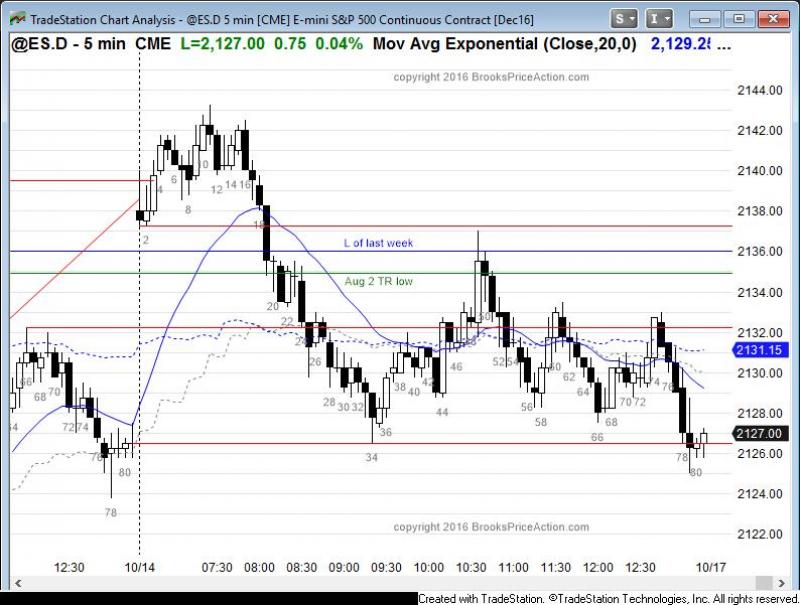 TradeStation Chart Analysis - @ES.D 5 min [CME] E-mini S&P 500 Continuous Contract [Dec16]
S I
@ES.D - 5 min CME L=2,127.00 0.75 0.04% Mov Avg Exponential (Close,20,0) 2,129.2 ...
copyright 2016 BrooksPriceAction.com
2144.00
2142.00
2140.00
2138.00
2136.00
2134.00
2132.00
2131.15
2130.00
2128.00
2127.00
2126.00
2124.00
2122.00
4 6 10
8 12 14 16
2 18
L of last week
Aug 2 TR low
20 22 24
26 28 30 32
34 36 38 40 42
44 46 50 52 54
56 58 60 62 64
66 68 70 72 74 76
78 80
64 66 68 70 72 74 76
80
78
copyright 2016 BrooksPriceAction.com
12:30 10/14 07:30 08:00 08:30 09:00 09:30 10:00 10:30 11:00 11:30 12:00 12:30 10/17
Created with TradeStation. ©TradeStation Technologies, Inc. All rights reserved.